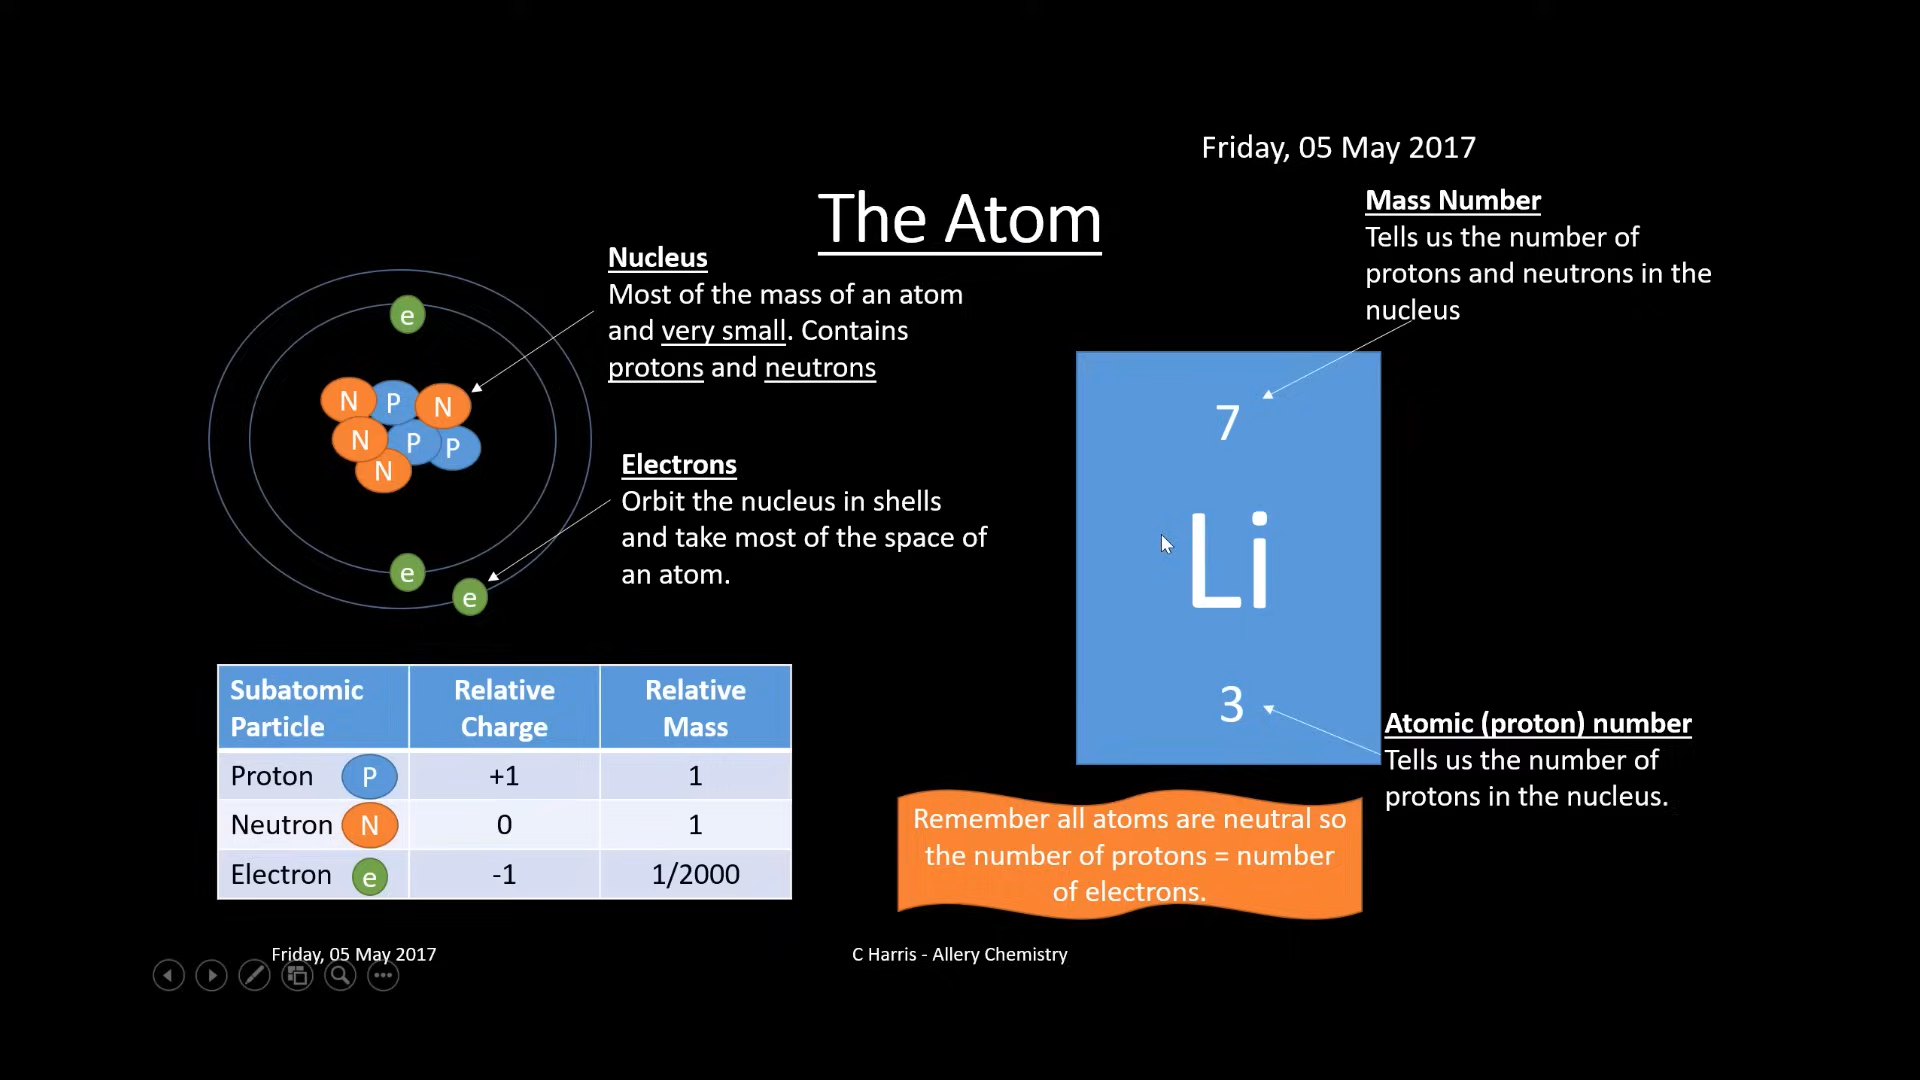 Friday, 05 May 2017
The Atom
Mass Number
Tells us the number of
protons and neutrons in the
nucleus
Nucleus
Most of the mass of an atom
and very small. Contains
protons and neutrons
e
N P N
N P P
N
e
e
Electrons
Orbit the nucleus in shells
and take most of the space of
an atom.
7
Li
3
Atomic (proton) number
Tells us the number of
protons in the nucleus.
Subatomic Particle Relative Charge Relative Mass
Proton P +1 1
Neutron N 0 1
Electron e -1 1/2000
Remember all atoms are neutral so
the number of protons = number
of electrons.
Friday, 05 May 2017
C Harris - Allery Chemistry